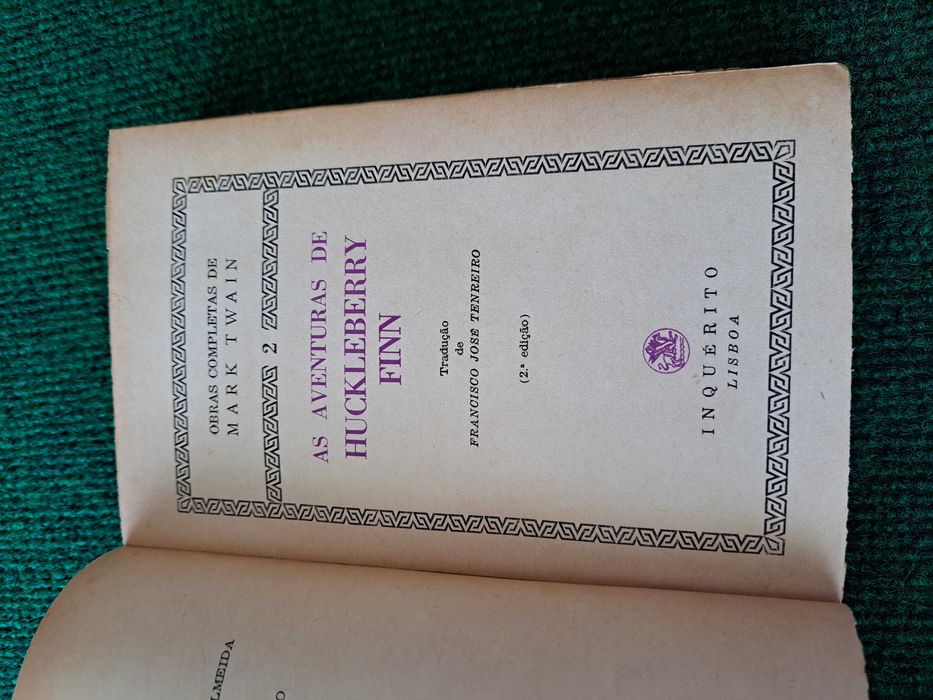 OBRAS COMPLETAS DE
MARK TWAIN
2
AS AVENTURAS DE
HUCKLEBERRY
FINN
Tradução
de
FRANCISCO JOSÉ TENREIRO
(2.ª edição)
INQUÉRITO
LISBOA